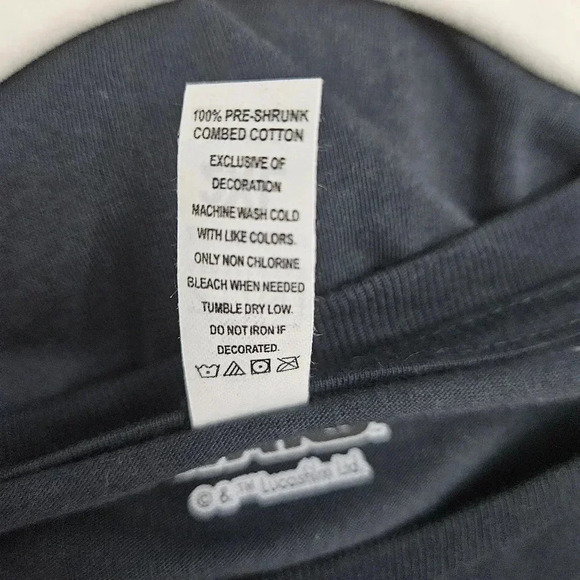 100% PRE-SHRUNK
COMBED COTTON
EXCLUSIVE OF
DECORATION
MACHINE WASH COLD
WITH LIKE COLORS.
ONLY NON CHLORINE
BLEACH WHEN NEEDED
TUMBLE DRY LOW.
DO NOT IRON IF
DECORATED.
© & ™ Lucasfilm Ltd.